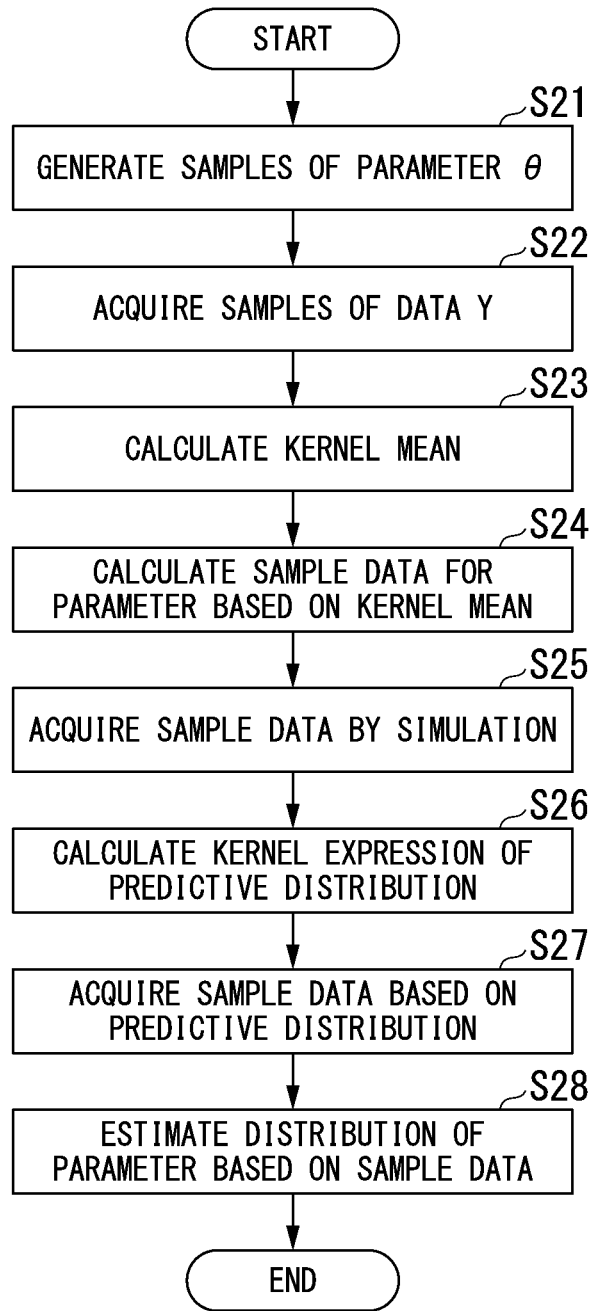 START
S21
GENERATE SAMPLES OF PARAMETER θ
S22
ACQUIRE SAMPLES OF DATA Y
S23
CALCULATE KERNEL MEAN
S24
CALCULATE SAMPLE DATA FOR
PARAMETER BASED ON KERNEL MEAN
S25
ACQUIRE SAMPLE DATA BY SIMULATION
S26
CALCULATE KERNEL EXPRESSION OF
PREDICTIVE DISTRIBUTION
S27
ACQUIRE SAMPLE DATA BASED ON
PREDICTIVE DISTRIBUTION
S28
ESTIMATE DISTRIBUTION OF
PARAMETER BASED ON SAMPLE DATA
END